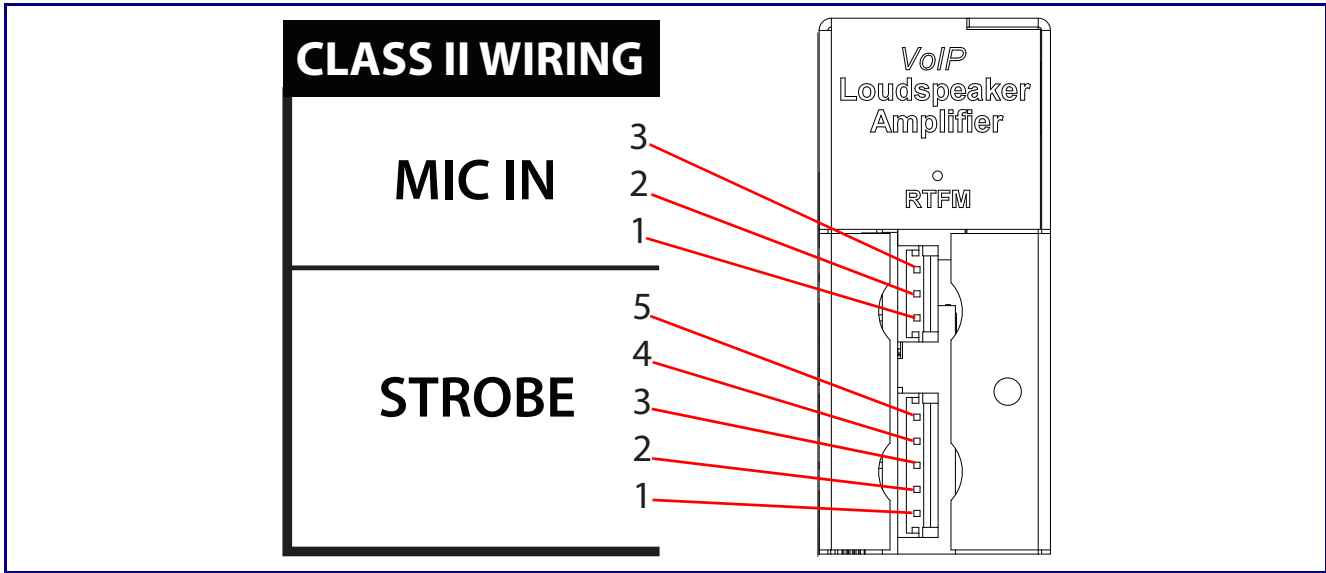 CLASS II WIRING
MIC IN
3
2
1
STROBE
5
4
3
2
1
VoIP
Loudspeaker
Amplifier
RTFM